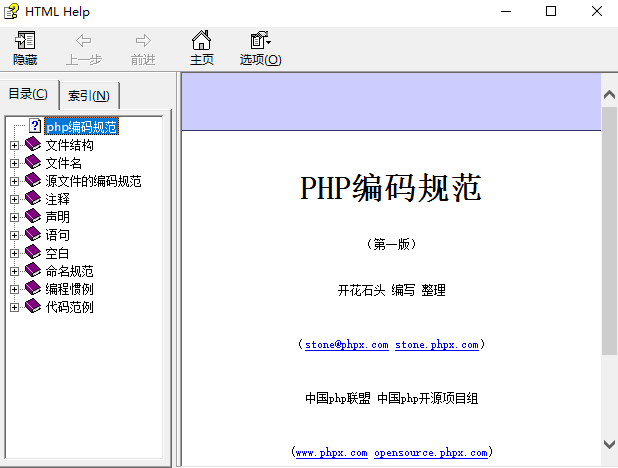 HTML Help
隐藏 上一步 前进 主页 选项(O)
目录(C) 索引(N)
php编码规范
文件结构
文件名
源文件的编码规范
注释
声明
语句
空白
命名规范
编程惯例
代码范例
PHP编码规范
(第一版)
开花石头 编写 整理
(stone@phpx.com stone.phpx.com)
中国php联盟 中国php开源项目组
(www.phpx.com opensource.phpx.com)